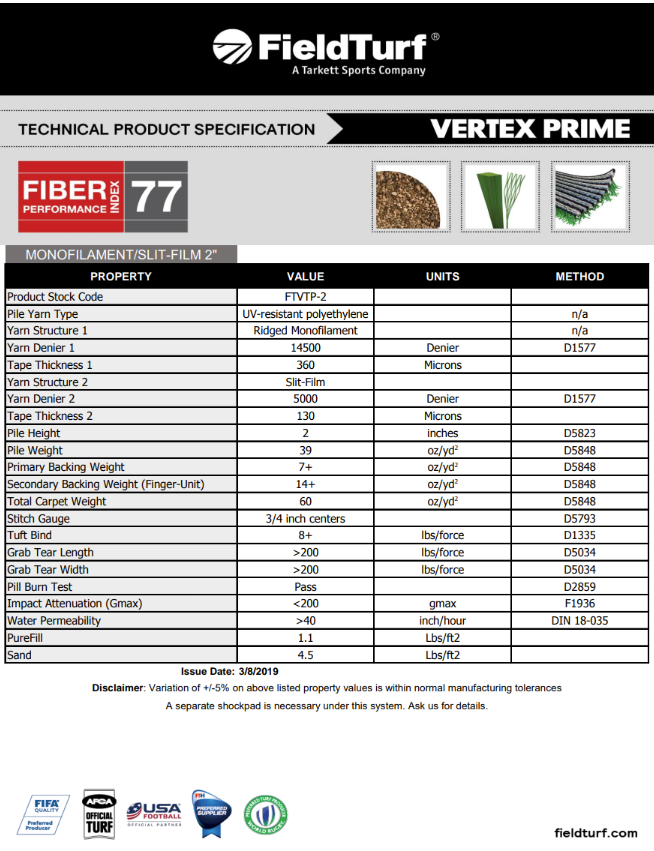 FieldTurf®
A Tarkett Sports Company
TECHNICAL PRODUCT SPECIFICATION
VERTEX PRIME
FIBER
PERFORMANCE
INDEX
77
MONOFILAMENT/SLIT-FILM 2"
PROPERTY VALUE UNITS METHOD
Product Stock Code FTVTP-2
Pile Yarn Type UV-resistant polyethylene n/a
Yarn Structure 1 Ridged Monofilament n/a
Yarn Denier 1 14500 Denier D1577
Tape Thickness 1 360 Microns
Yarn Structure 2 Slit-Film
Yarn Denier 2 5000 Denier D1577
Tape Thickness 2 130 Microns
Pile Height 2 inches D5823
Pile Weight 39 oz/yd² D5848
Primary Backing Weight 7+ oz/yd² D5848
Secondary Backing Weight (Finger-Unit) 14+ oz/yd² D5848
Total Carpet Weight 60 oz/yd² D5848
Stitch Gauge 3/4 inch centers D5793
Tuft Bind 8+ lbs/force D1335
Grab Tear Length >200 lbs/force D5034
Grab Tear Width >200 lbs/force D5034
Pill Burn Test Pass D2859
Impact Attenuation (Gmax) <200 gmax F1936
Water Permeability >40 inch/hour DIN 18-035
PureFill 1.1 Lbs/ft2
Sand 4.5 Lbs/ft2
Issue Date: 3/8/2019
Disclaimer: Variation of +/-5% on above listed property values is within normal manufacturing tolerances
A separate shockpad is necessary under this system. Ask us for details.
FIFA®
QUALITY
Preferred
Producer
AFCA
OFFICIAL
TURF
USA
FOOTBALL
OFFICIAL PARTNER
FIH
PREFERRED
SUPPLIER
PREFERRED TURF PRODUCER
WORLD RUGBY
fieldturf.com